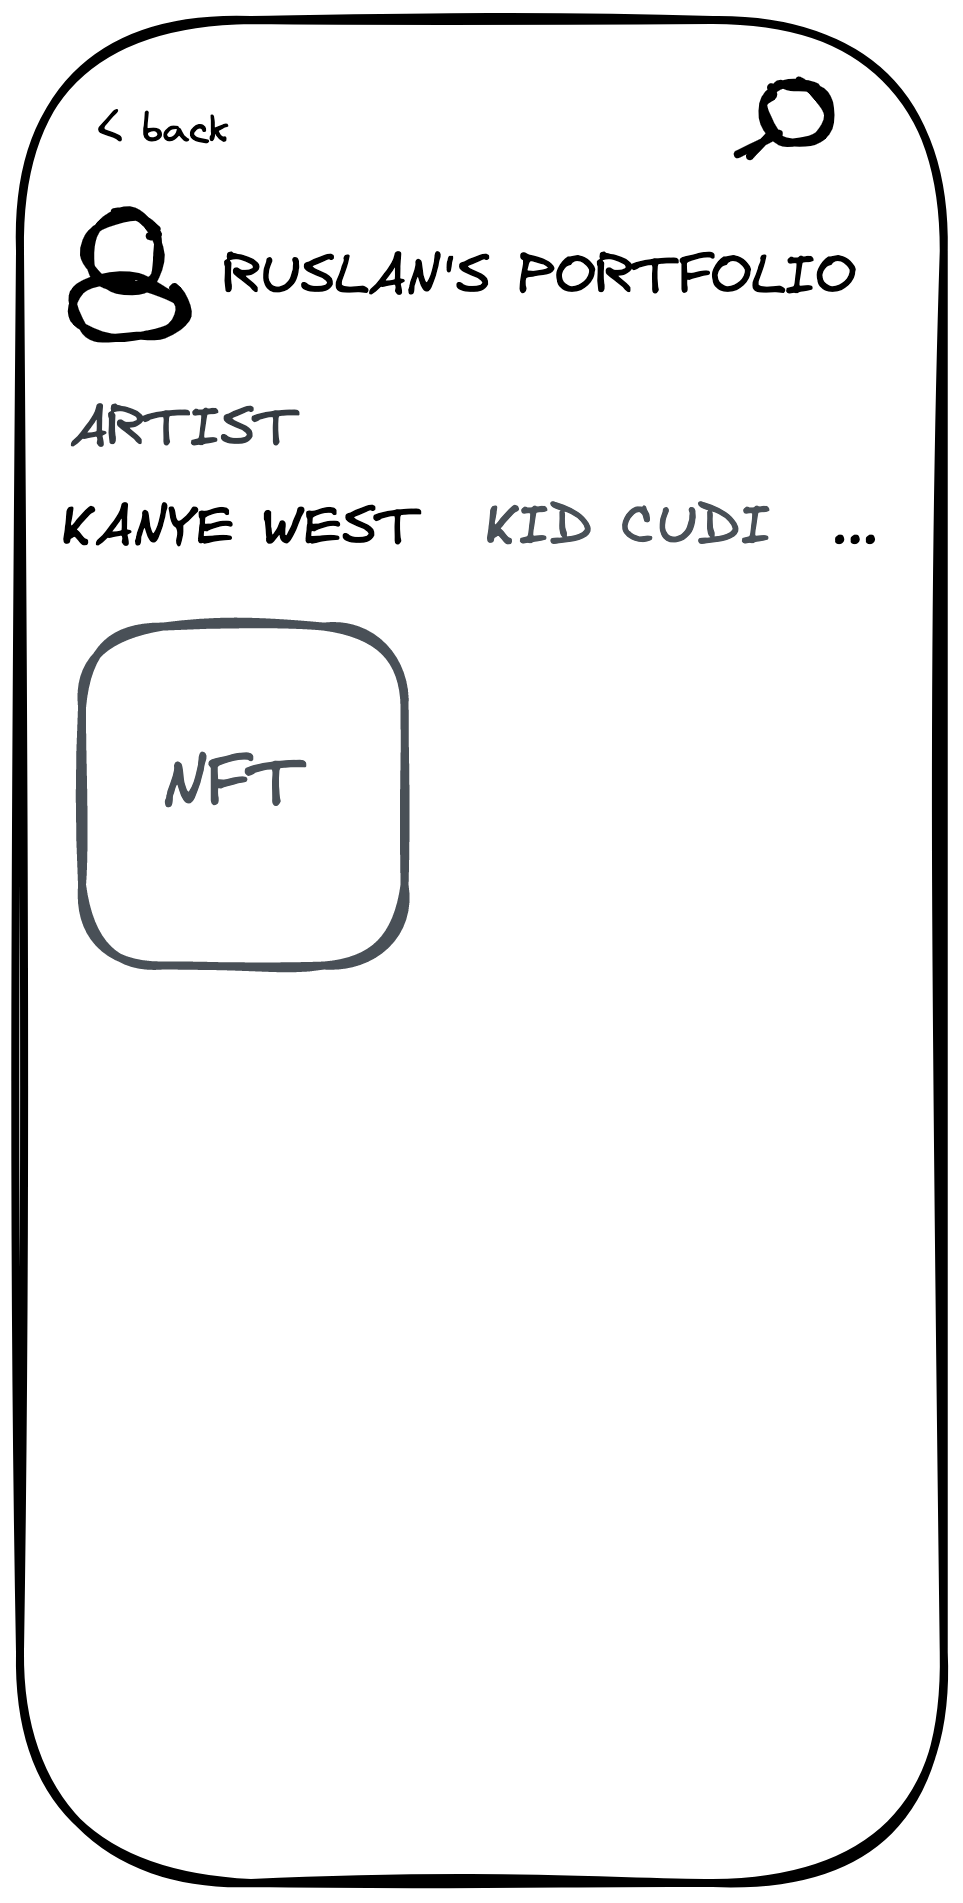 < back
RUSLAN'S PORTFOLIO
ARTIST
KANYE WEST KID CUDI ...
NFT